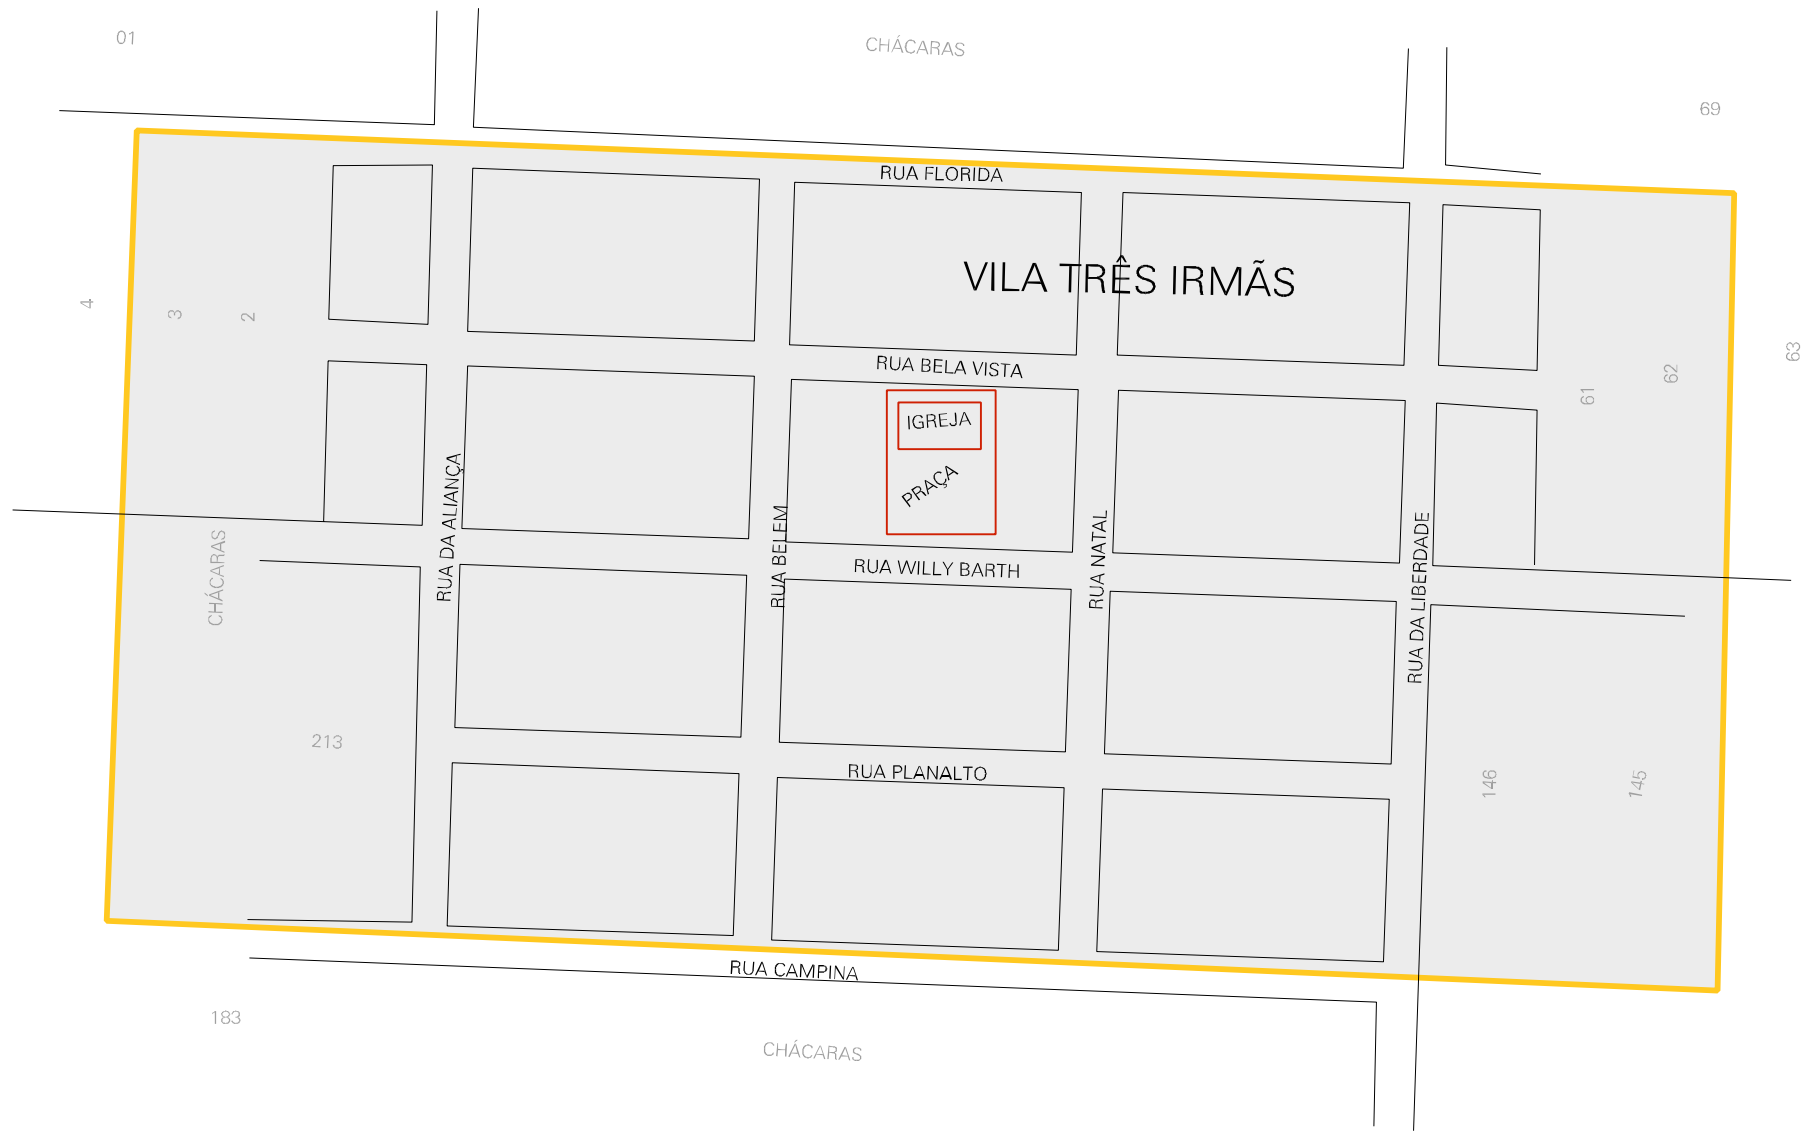 01
CHÁCARAS
69
RUA FLORIDA
VILA TRÊS IRMÃS
4
3
2
RUA BELA VISTA
63
62
61
IGREJA
PRAÇA
RUA DA ALIANÇA
RUA BELEM
RUA NATAL
RUA DA LIBERDADE
CHÁCARAS
RUA WILLY BARTH
213
RUA PLANALTO
146
145
RUA CAMPINA
183
CHÁCARAS